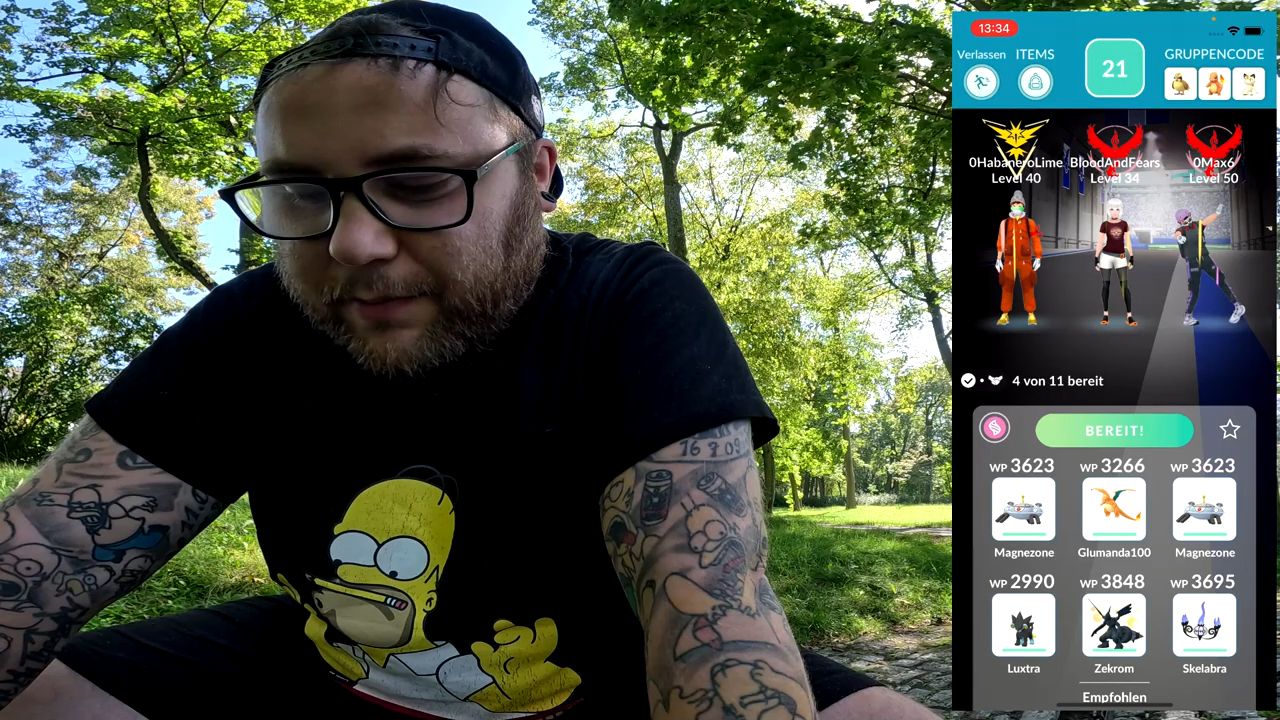 13:34
Verlassen
ITEMS
21
GRUPPENCODE
0HabaneroLime
Level 40
BloodAndFears
Level 34
0Max6
Level 50
4 von 11 bereit
BEREIT!
WP 3623
WP 3266
WP 3623
Magnezone
Glumanda100
Magnezone
WP 2990
WP 3848
WP 3695
Luxtra
Zekrom
Skelabra
Empfohlen